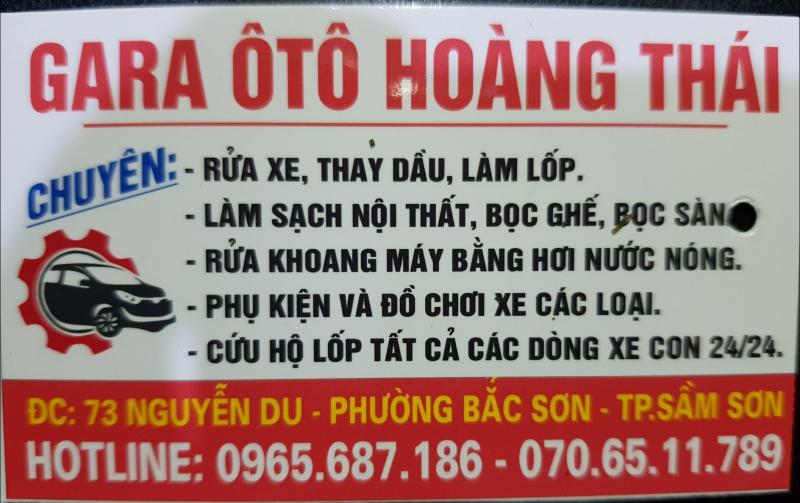 GARA ÔTÔ HOÀNG THÁI
CHUYÊN: - RỬA XE, THAY DẦU, LÀM LỐP.
- LÀM SẠCH NỘI THẤT, BỌC GHẾ, BỌC SÀN
- RỬA KHOANG MÁY BẰNG HƠI NƯỚC NÓNG.
- PHỤ KIỆN VÀ ĐỒ CHƠI XE CÁC LOẠI.
- CỨU HỘ LỐP TẤT CẢ CÁC DÒNG XE CON 24/24.
ĐC: 73 NGUYỄN DU - PHƯỜNG BẮC SƠN - TP.SẦM SƠN
HOTLINE: 0965.687.186 - 070.65.11.789